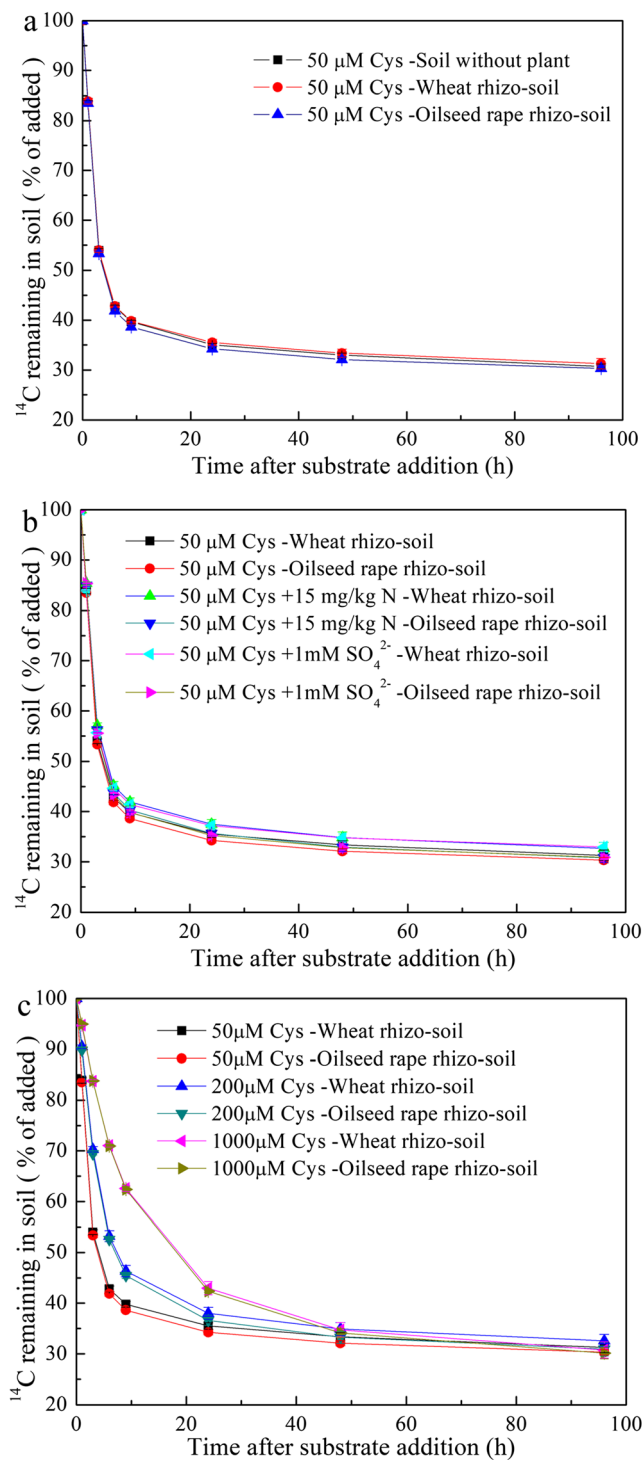 a
50 μM Cys -Soil without plant
50 μM Cys -Wheat rhizo-soil
50 μM Cys -Oilseed rape rhizo-soil
¹⁴C remaining in soil ( % of added )
100
90
80
70
60
50
40
30
20
0 20 40 60 80 100
Time after substrate addition (h)
b
50 μM Cys -Wheat rhizo-soil
50 μM Cys -Oilseed rape rhizo-soil
50 μM Cys +15 mg/kg N -Wheat rhizo-soil
50 μM Cys +15 mg/kg N -Oilseed rape rhizo-soil
50 μM Cys +1mM SO₄²⁻ -Wheat rhizo-soil
50 μM Cys +1mM SO₄²⁻ -Oilseed rape rhizo-soil
¹⁴C remaining in soil ( % of added )
100
90
80
70
60
50
40
30
20
0 20 40 60 80 100
Time after substrate addition (h)
c
50μM Cys -Wheat rhizo-soil
50μM Cys -Oilseed rape rhizo-soil
200μM Cys -Wheat rhizo-soil
200μM Cys -Oilseed rape rhizo-soil
1000μM Cys -Wheat rhizo-soil
1000μM Cys -Oilseed rape rhizo-soil
¹⁴C remaining in soil ( % of added )
100
90
80
70
60
50
40
30
20
0 20 40 60 80 100
Time after substrate addition (h)